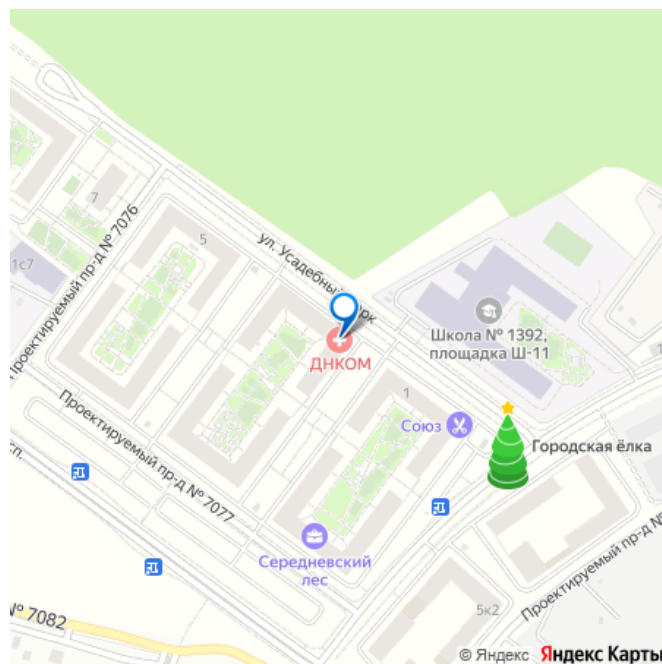 7
Проектируемый пр-д № 7076
5
ул. Усадебный парк
1с7
Школа № 1392,
площадка Ш-11
ДНКОМ
1
Союз
Городская ёлка
Проектируемый пр-д № 7077
Середневский
лес
5к2
Проектируемый пр-д №
№ 7082
© Яндекс Яндекс Карты